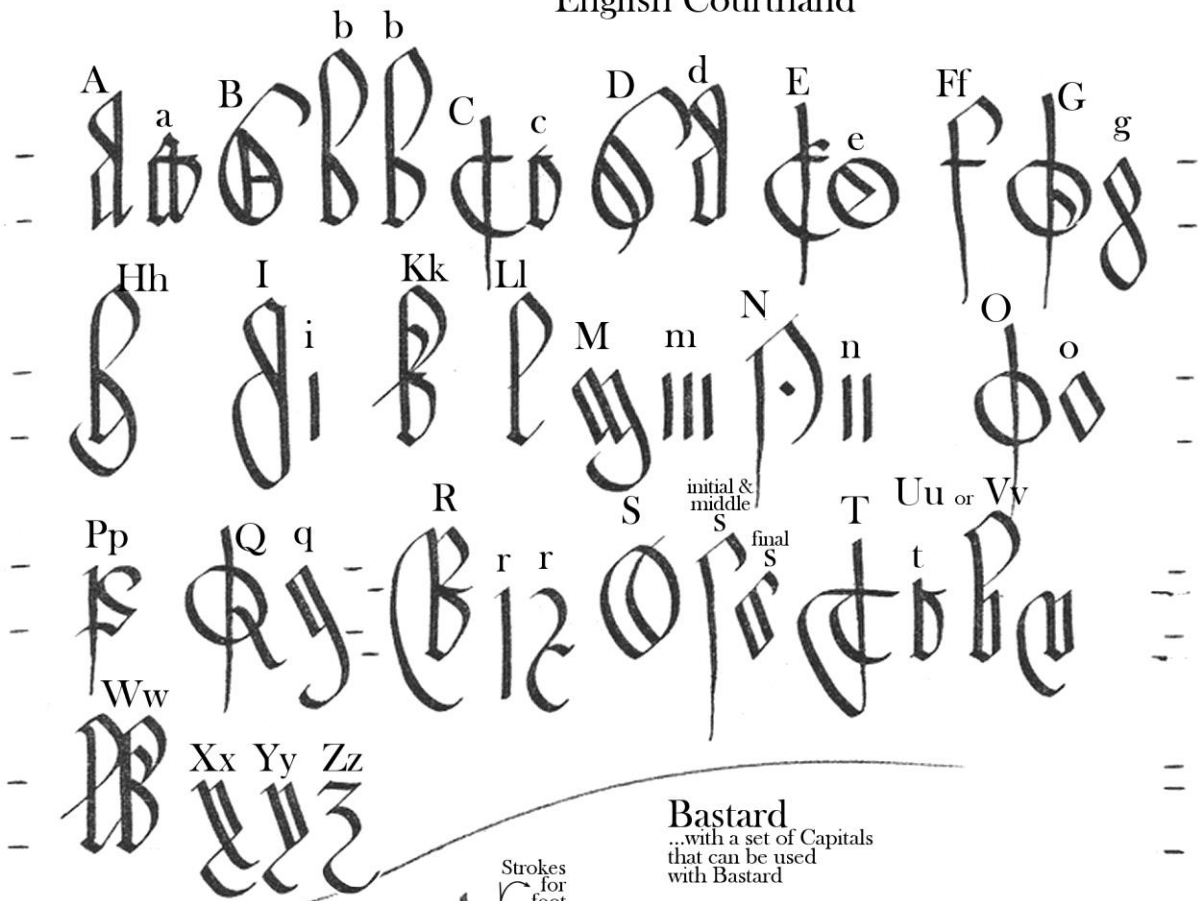 English Courthand
A a B b b C c D d E e Ff G g
Hh I i Kk Ll M m N n O o
Pp Q q R r r S initial & middle s final s T t Uu or Vv
Ww Xx Yy Zz
Bastard
...with a set of Capitals
that can be used
with Bastard
Strokes
for
feet